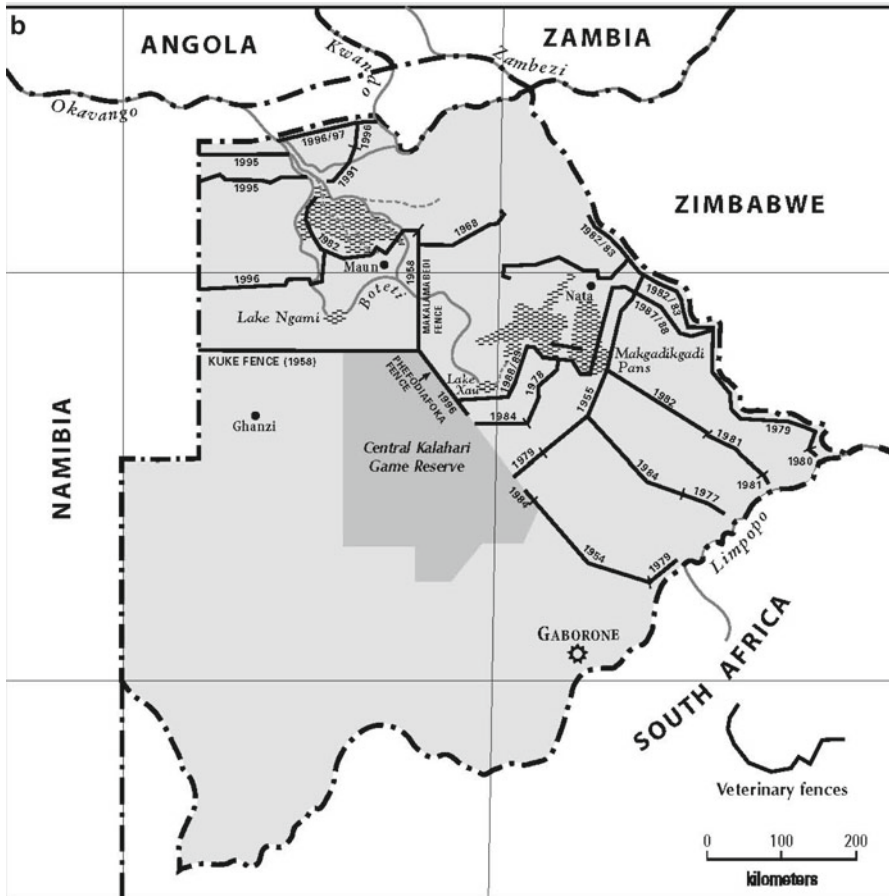 b
ANGOLA
ZAMBIA
Kwando
Zambezi
Okavango
1996/97
1996
1991
1995
1995
ZIMBABWE
1968
1982
1982/83
Maun
1958
MAKALAMABEDI
FENCE
1996
Boteti
Nata
1982/83
1987/88
Lake Ngami
KUKE FENCE (1958)
PHEFODIAFOKA
FENCE
1996
Lake
Xau
1988/89
1978
Makgadikgadi
Pans
1955
1982
1984
Ghanzi
1979
1981
1980
NAMIBIA
Central Kalahari
Game Reserve
1979
1984
1981
1977
1984
1954
1979
Limpopo
GABORONE
SOUTH AFRICA
Veterinary fences
0 100 200
kilometers